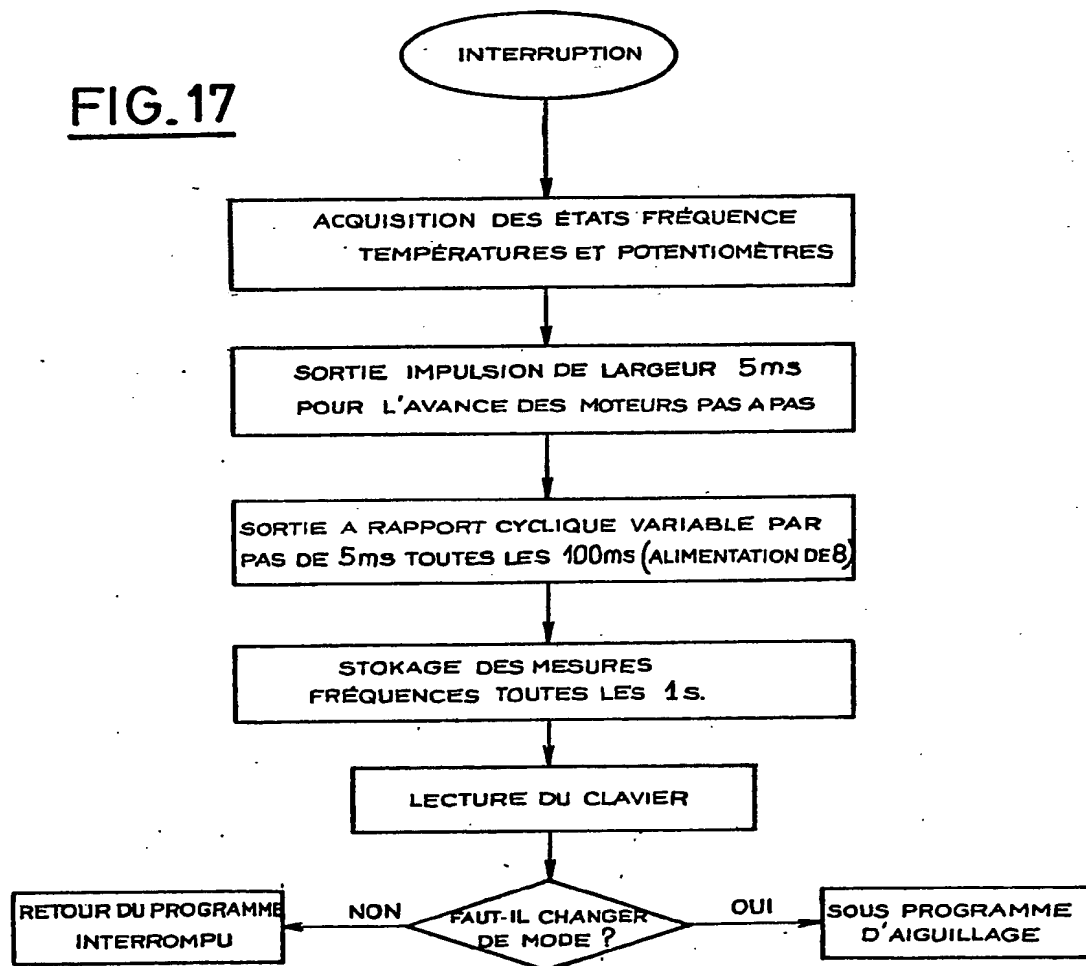 INTERRUPTION
FIG.17
ACQUISITION DES ÉTATS FRÉQUENCE
TEMPÉRATURES ET POTENTIOMÈTRES
SORTIE IMPULSION DE LARGEUR 5ms
POUR L'AVANCE DES MOTEURS PAS A PAS
SORTIE A RAPPORT CYCLIQUE VARIABLE PAR
PAS DE 5ms TOUTES LES 100ms (ALIMENTATION DE 8)
STOKAGE DES MESURES
FRÉQUENCES TOUTES LES 1s.
LECTURE DU CLAVIER
RETOUR DU PROGRAMME
INTERROMPU
NON
FAUT-IL CHANGER
DE MODE ?
OUI
SOUS PROGRAMME
D'AIGUILLAGE